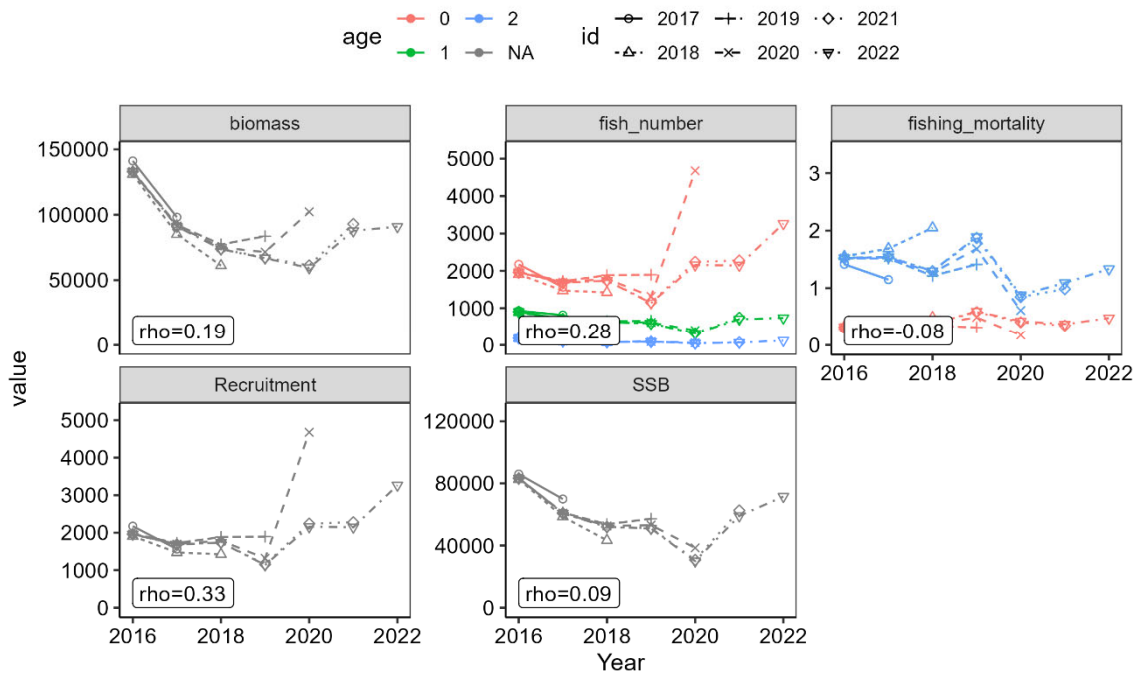 age
0
2
1
NA
id
2017
2019
2021
2018
2020
2022
biomass
fish_number
fishing_mortality
value
150000
100000
50000
0
rho=0.19
5000
4000
3000
2000
1000
0
rho=0.28
3
2
1
0
rho=-0.08
2016 2018 2020 2022
Recruitment
SSB
5000
4000
3000
2000
1000
0
rho=0.33
2016 2018 2020 2022
120000
80000
40000
0
rho=0.09
2016 2018 2020 2022
Year